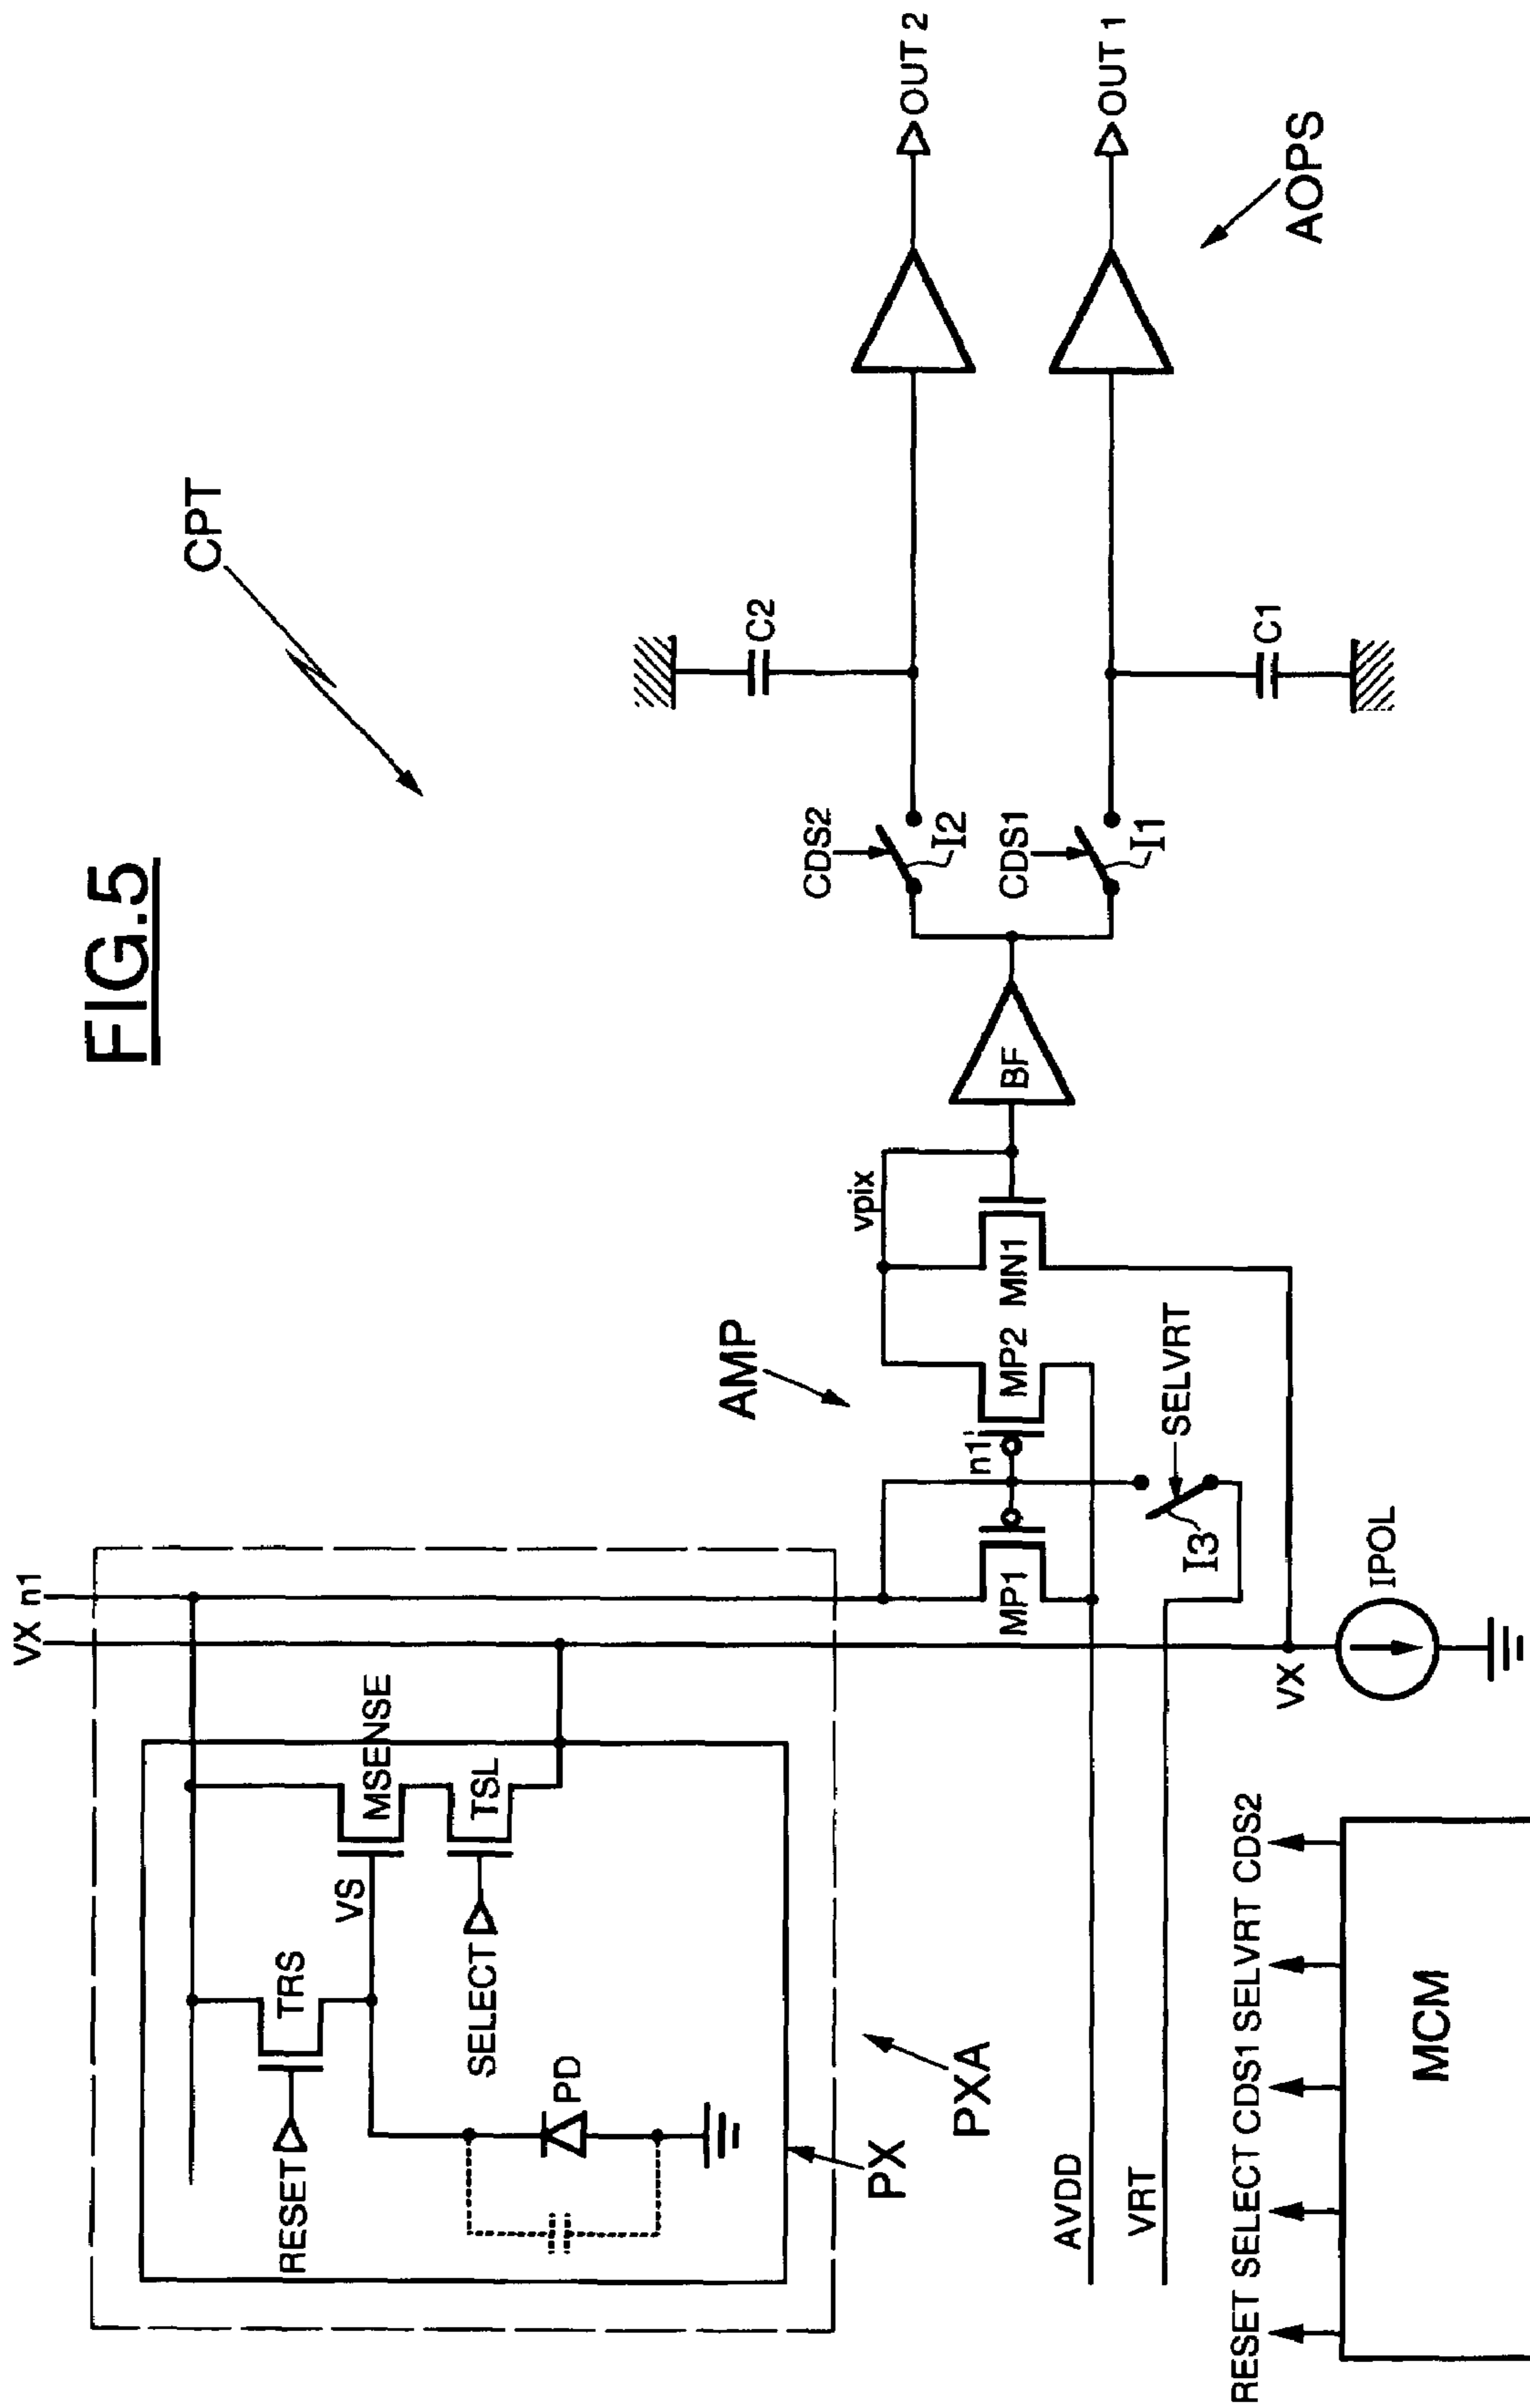 FIG.5
CPT
VX n1
RESET
TRS
VS
MSENSE
SELECT
TSL
PD
PX
PXA
AMP
vpix
n1'
MP1
MP2
MN1
BF
CDS2
I2
CDS1
I1
C2
C1
OUT 2
OUT 1
AOPS
AVDD
VRT
I3
SELVRT
VX
IPOL
RESET SELECT CDS1 SELVRT CDS2
MCM